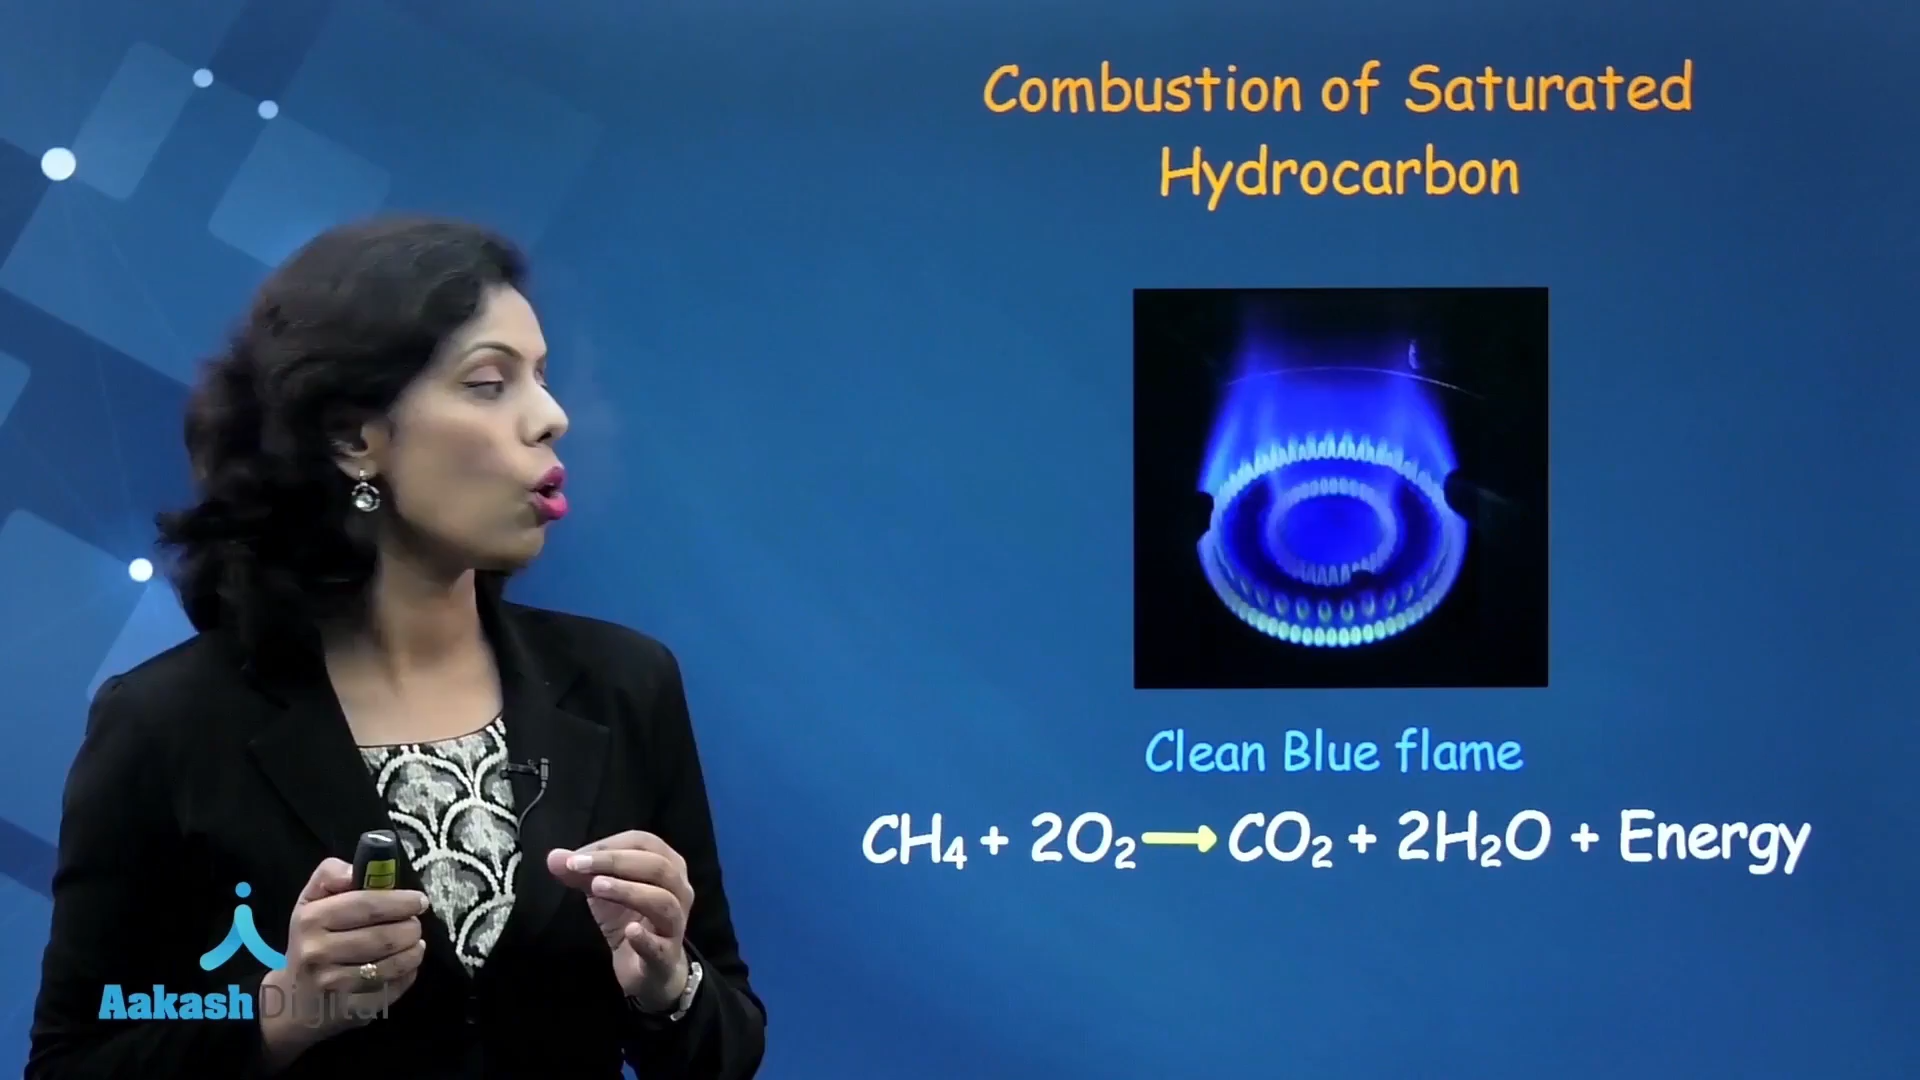 Combustion of Saturated
Hydrocarbon
Clean Blue flame
CH₄ + 2O₂ → CO₂ + 2H₂O + Energy
Aakash Digital